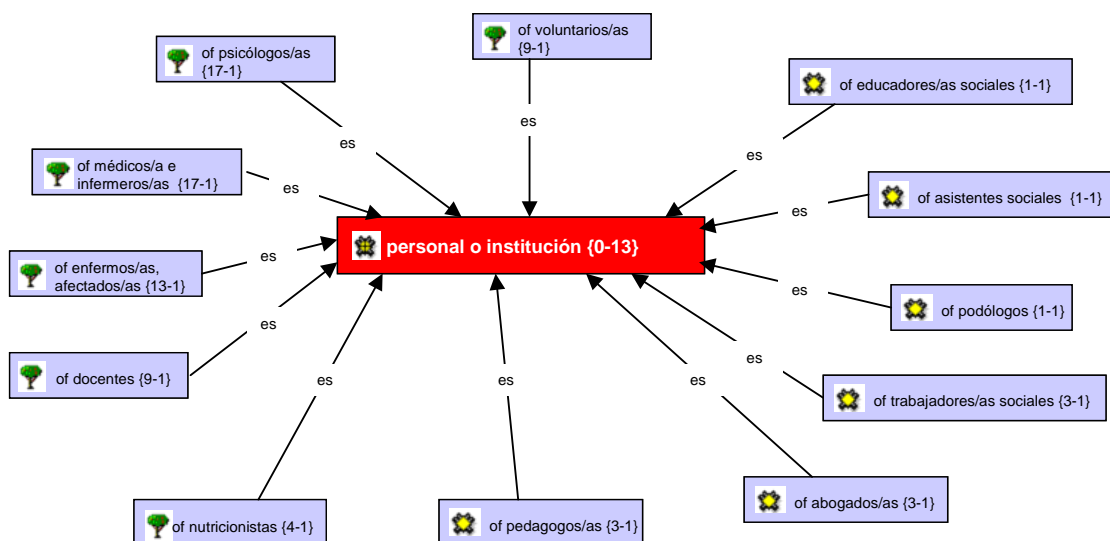 of psicólogos/as
{17-1}
of voluntarios/as
{9-1}
of educadores/as sociales {1-1}
es
es
es
of médicos/a e
infermeros/as {17-1}
es
of asistentes sociales {1-1}
es
personal o institución {0-13}
of enfermos/as,
afectados/as {13-1}
es
es
of podólogos {1-1}
es
of docentes {9-1}
es
es
es
es
of trabajadores/as sociales {3-1}
of nutricionistas {4-1}
of pedagogos/as {3-1}
of abogados/as {3-1}